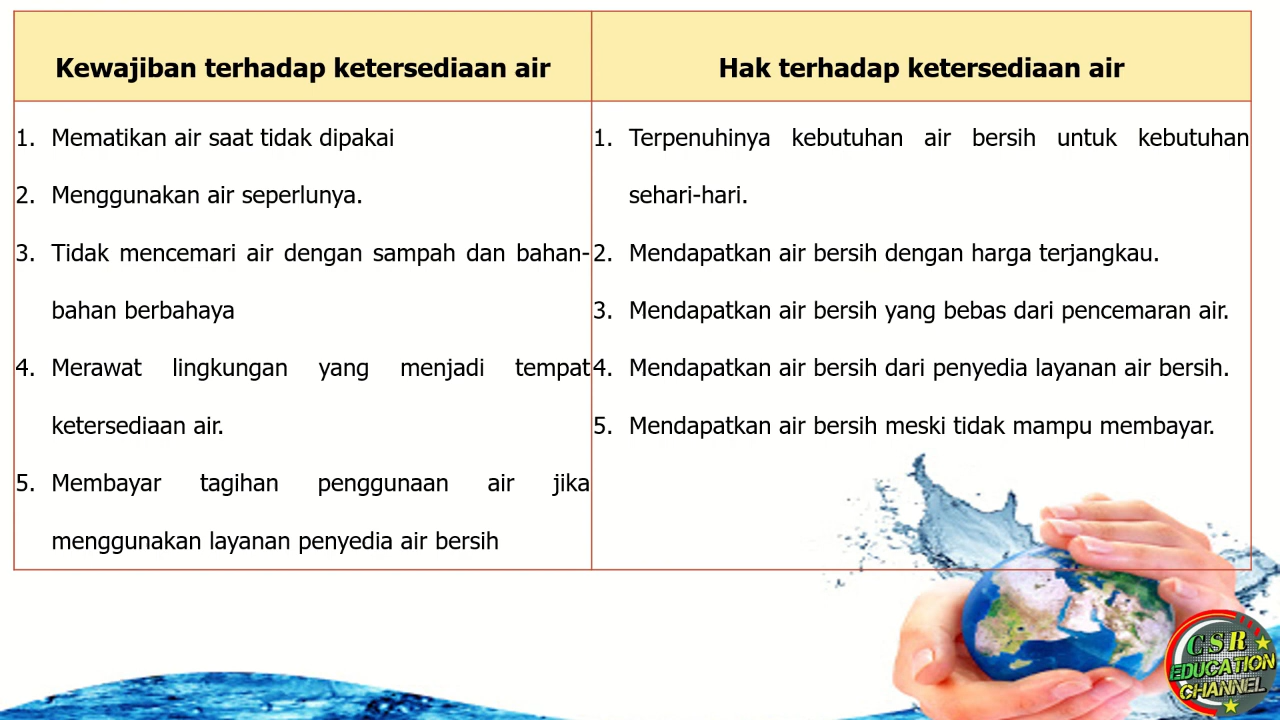 Kewajiban terhadap ketersediaan air
Hak terhadap ketersediaan air
1. Mematikan air saat tidak dipakai
2. Menggunakan air seperlunya.
3. Tidak mencemari air dengan sampah dan bahan-
bahan berbahaya
4. Merawat lingkungan yang menjadi tempat
ketersediaan air.
5. Membayar tagihan penggunaan air jika
menggunakan layanan penyedia air bersih
1. Terpenuhinya kebutuhan air bersih untuk kebutuhan
sehari-hari.
2. Mendapatkan air bersih dengan harga terjangkau.
3. Mendapatkan air bersih yang bebas dari pencemaran air.
4. Mendapatkan air bersih dari penyedia layanan air bersih.
5. Mendapatkan air bersih meski tidak mampu membayar.
CSR
EDUCATION
CHANNEL